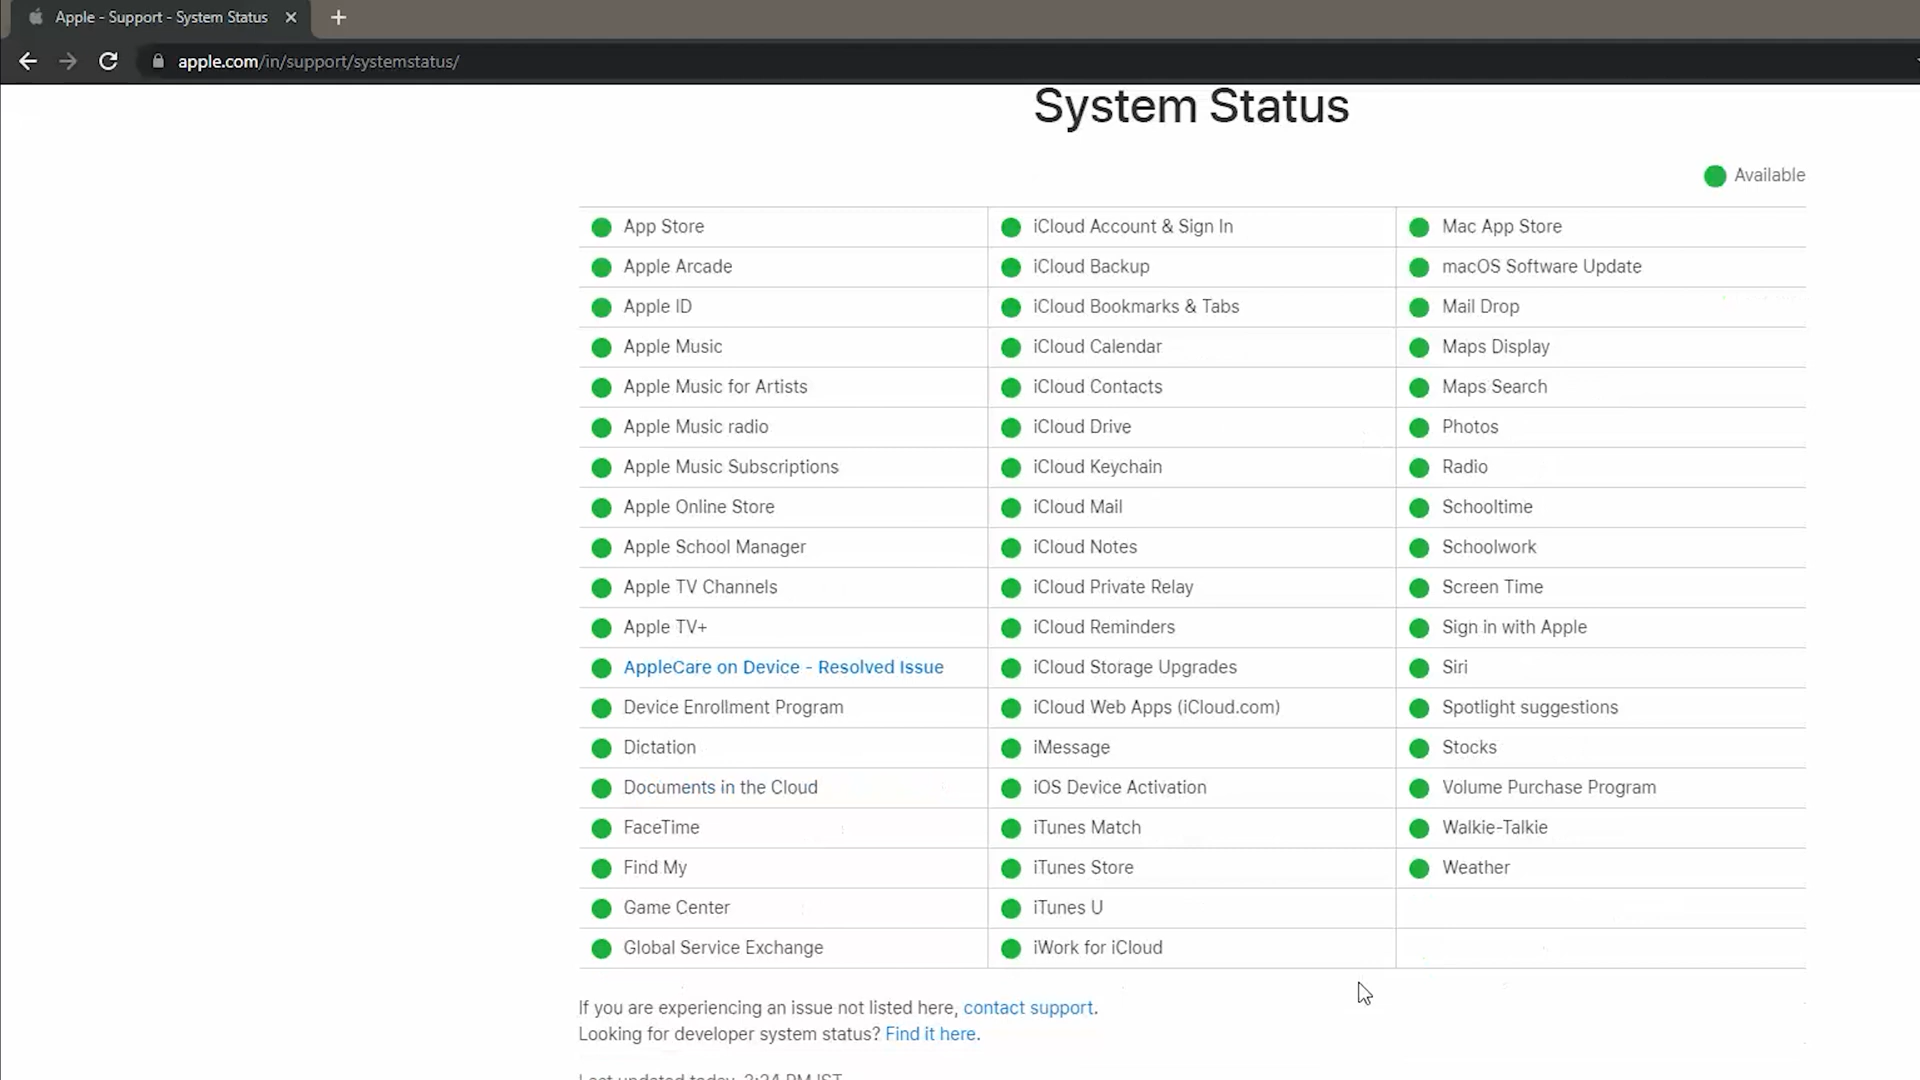 Apple - Support - System Status
apple.com/in/support/systemstatus/
System Status
Available
App Store
Apple Arcade
Apple ID
Apple Music
Apple Music for Artists
Apple Music radio
Apple Music Subscriptions
Apple Online Store
Apple School Manager
Apple TV Channels
Apple TV+
AppleCare on Device - Resolved Issue
Device Enrollment Program
Dictation
Documents in the Cloud
FaceTime
Find My
Game Center
Global Service Exchange
iCloud Account & Sign In
iCloud Backup
iCloud Bookmarks & Tabs
iCloud Calendar
iCloud Contacts
iCloud Drive
iCloud Keychain
iCloud Mail
iCloud Notes
iCloud Private Relay
iCloud Reminders
iCloud Storage Upgrades
iCloud Web Apps (iCloud.com)
iMessage
iOS Device Activation
iTunes Match
iTunes Store
iTunes U
iWork for iCloud
Mac App Store
macOS Software Update
Mail Drop
Maps Display
Maps Search
Photos
Radio
Schooltime
Schoolwork
Screen Time
Sign in with Apple
Siri
Spotlight suggestions
Stocks
Volume Purchase Program
Walkie-Talkie
Weather
If you are experiencing an issue not listed here, contact support.
Looking for developer system status? Find it here.
Last updated today, PM IST